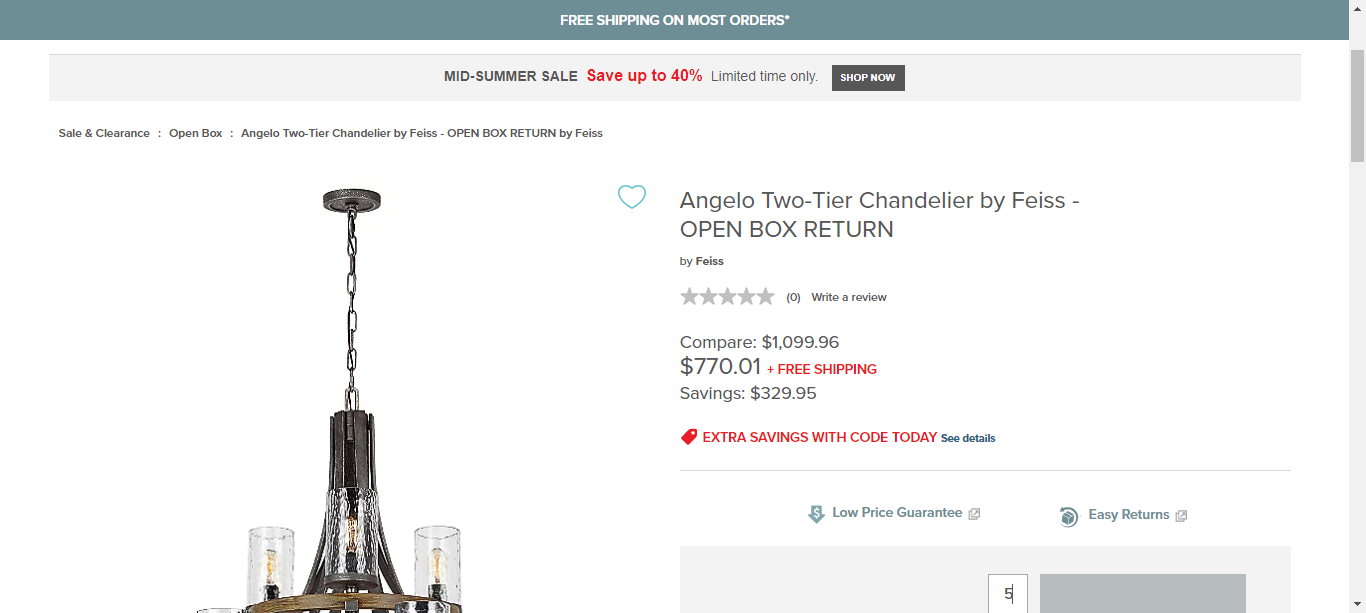 FREE SHIPPING ON MOST ORDERS*
MID-SUMMER SALE Save up to 40% Limited time only. SHOP NOW
Sale & Clearance : Open Box : Angelo Two-Tier Chandelier by Feiss - OPEN BOX RETURN by Feiss
Angelo Two-Tier Chandelier by Feiss -
OPEN BOX RETURN
by Feiss
(0) Write a review
Compare: $1,099.96
$770.01 + FREE SHIPPING
Savings: $329.95
EXTRA SAVINGS WITH CODE TODAY See details
Low Price Guarantee Easy Returns
5